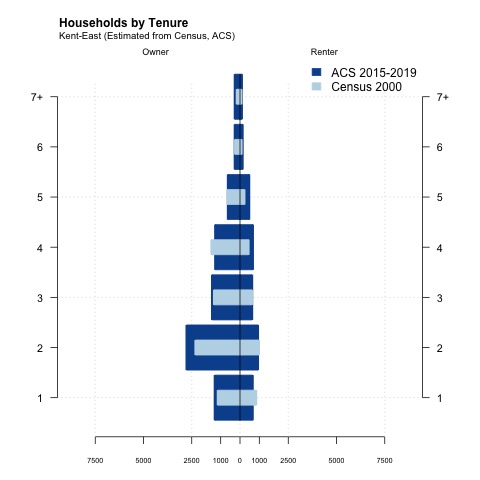 Households by Tenure
Kent-East (Estimated from Census, ACS)
Owner Renter
ACS 2015-2019
Census 2000
7+ 7+
6 6
5 5
4 4
3 3
2 2
1 1
7500 5000 2500 1000 0 1000 2500 5000 7500